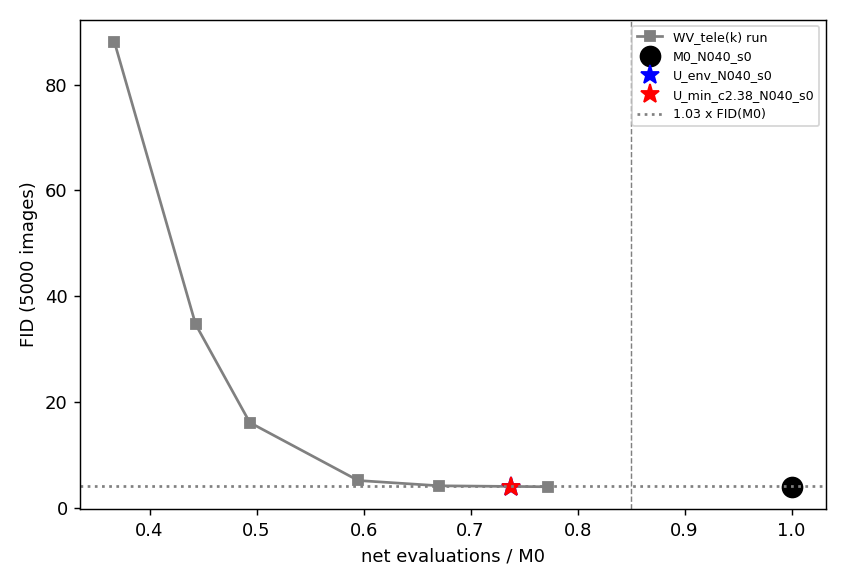 WV_tele(k) run
M0_N040_s0
U_env_N040_s0
U_min_c2.38_N040_s0
1.03 x FID(M0)
FID (5000 images)
80
60
40
20
0
0.4 0.5 0.6 0.7 0.8 0.9 1.0
net evaluations / M0